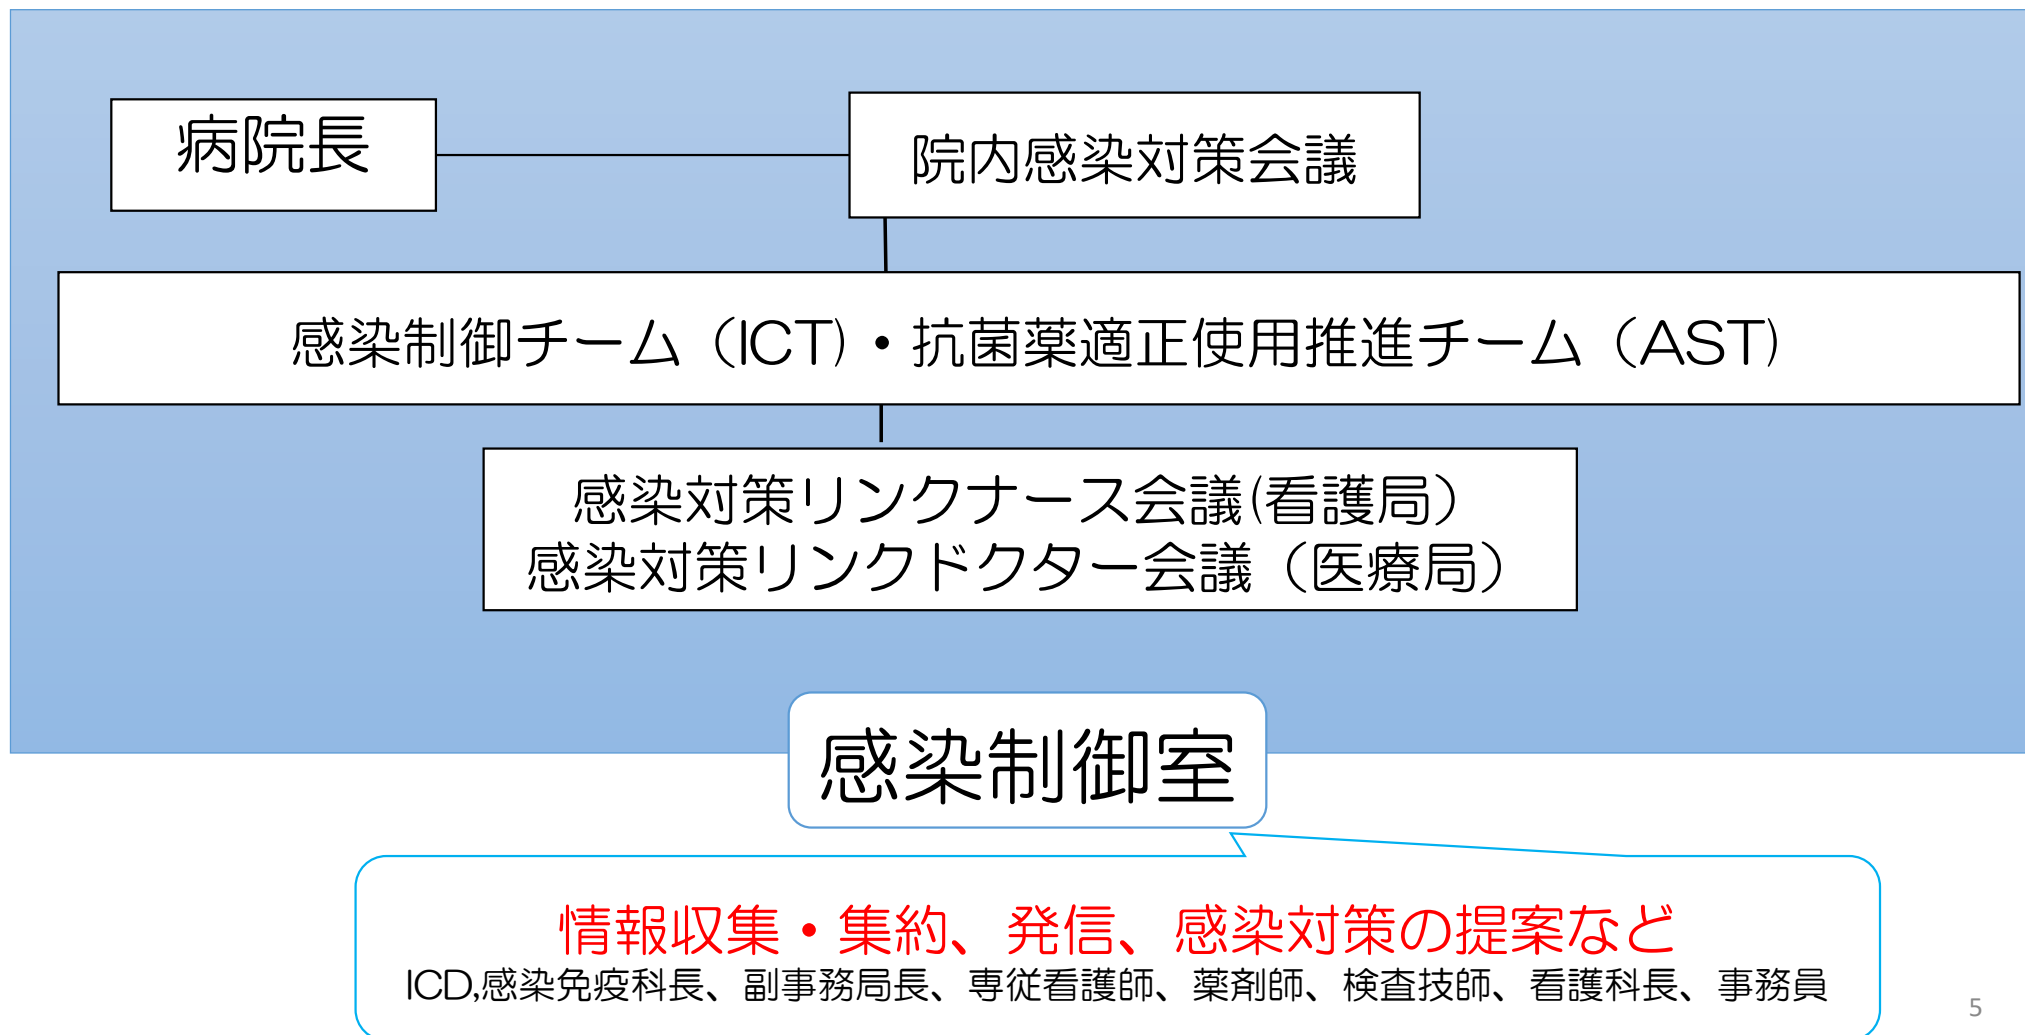 病院長
院内感染対策会議
感染制御チーム（ICT)・抗菌薬適正使用推進チーム（AST)
感染対策リンクナース会議(看護局）
感染対策リンクドクター会議（医療局）
感染制御室
情報収集・集約、発信、感染対策の提案など
ICD,感染免疫科長、副事務局長、専従看護師、薬剤師、検査技師、看護科長、事務員
5